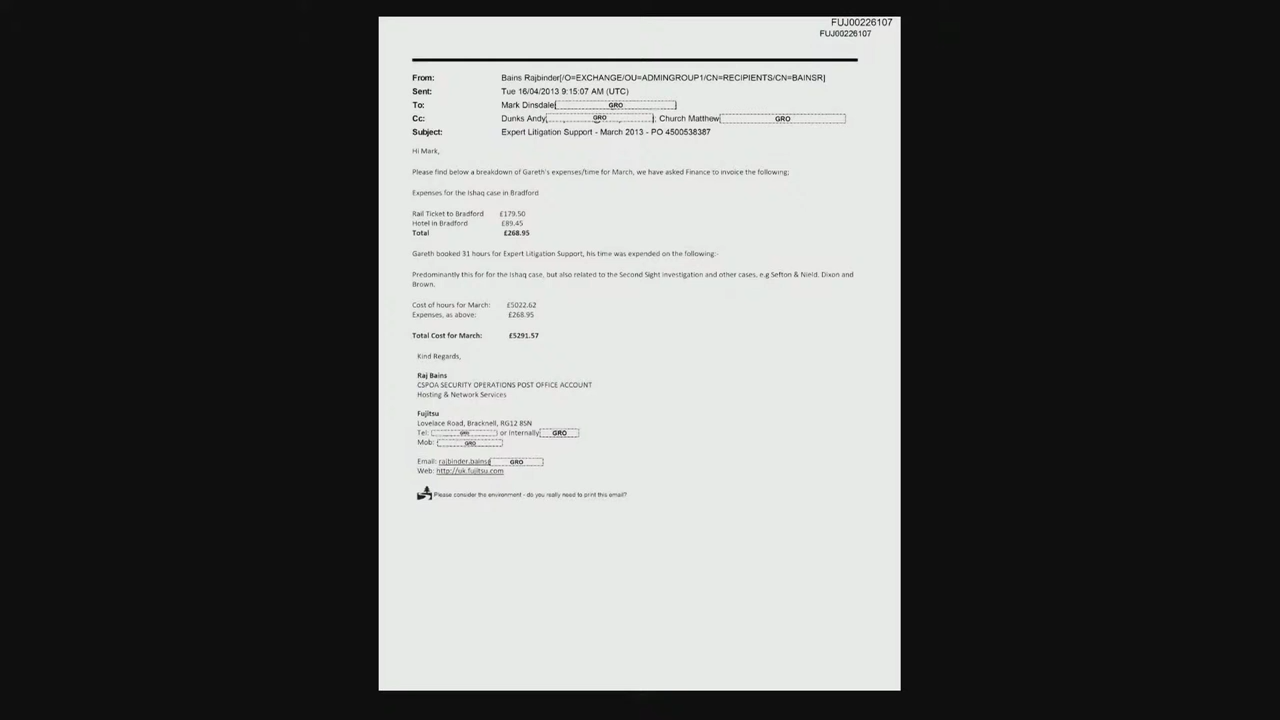 FUJ00226107
FUJ00226107
From: Bains Rajbinder[/O=EXCHANGE/OU=ADMINGROUP1/CN=RECIPIENTS/CN=BAINSR]
Sent: Tue 16/04/2013 9:15:07 AM (UTC)
To: Mark Dinsdale GRO
Cc: Dunks Andy GRO ; Church Matthew GRO
Subject: Expert Litigation Support - March 2013 - PO 4500538387
Hi Mark,
Please find below a breakdown of Gareth's expenses/time for March, we have asked Finance to invoice the following;
Expenses for the Ishaq case in Bradford
Rail Ticket to Bradford £179.50
Hotel in Bradford £89.45
Total £268.95
Gareth booked 31 hours for Expert Litigation Support, his time was expended on the following:-
Predominantly this for for the Ishaq case, but also related to the Second Sight investigation and other cases, e.g Sefton & Nield, Dixon and
Brown.
Cost of hours for March: £5022.62
Expenses, as above: £268.95
Total Cost for March: £5291.57
Kind Regards,
Raj Bains
CSPOA SECURITY OPERATIONS POST OFFICE ACCOUNT
Hosting & Network Services
Fujitsu
Lovelace Road, Bracknell, RG12 8SN
Tel: GRO or Internally GRO
Mob: GRO
Email: rajbinder.bains GRO
Web: http://uk.fujitsu.com
Please consider the environment - do you really need to print this email?